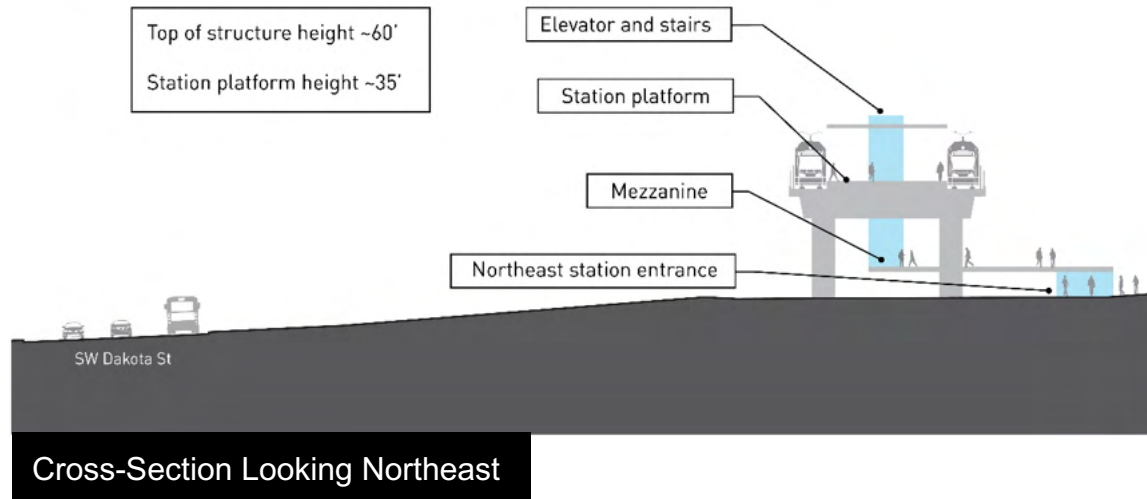 Top of structure height ~60'
Station platform height ~35'
Elevator and stairs
Station platform
Mezzanine
Northeast station entrance
SW Dakota St
Cross-Section Looking Northeast